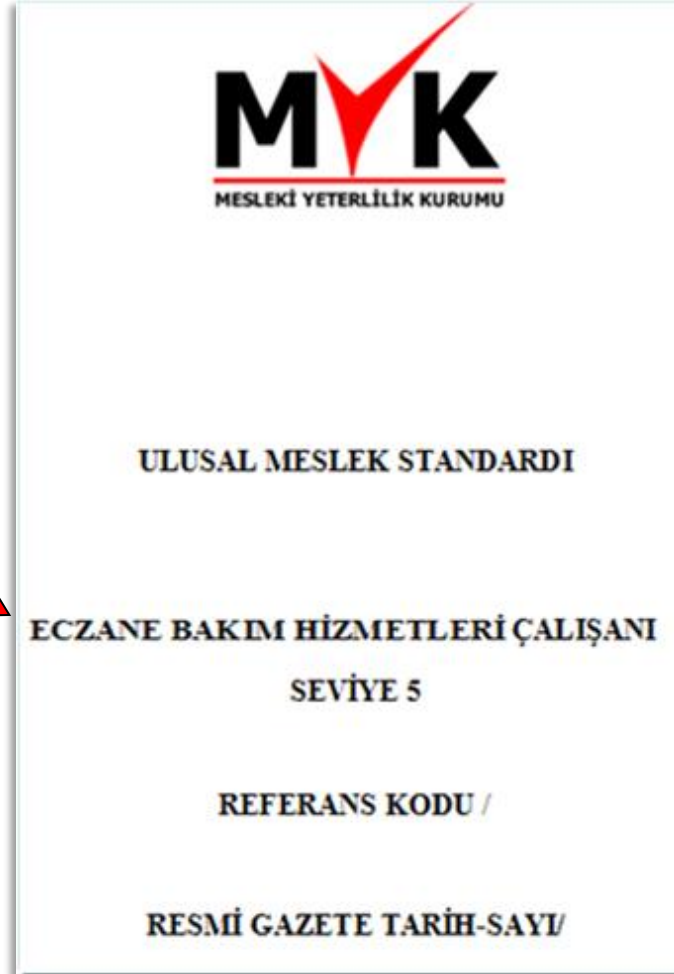 MYK
MESLEKİ YETERLİLİK KURUMU
ULUSAL MESLEK STANDARDI
ECZANE BAKIM HİZMETLERİ ÇALIŞANI
SEVİYE 5
REFERANS KODU /
RESMİ GAZETE TARİH-SAYI/